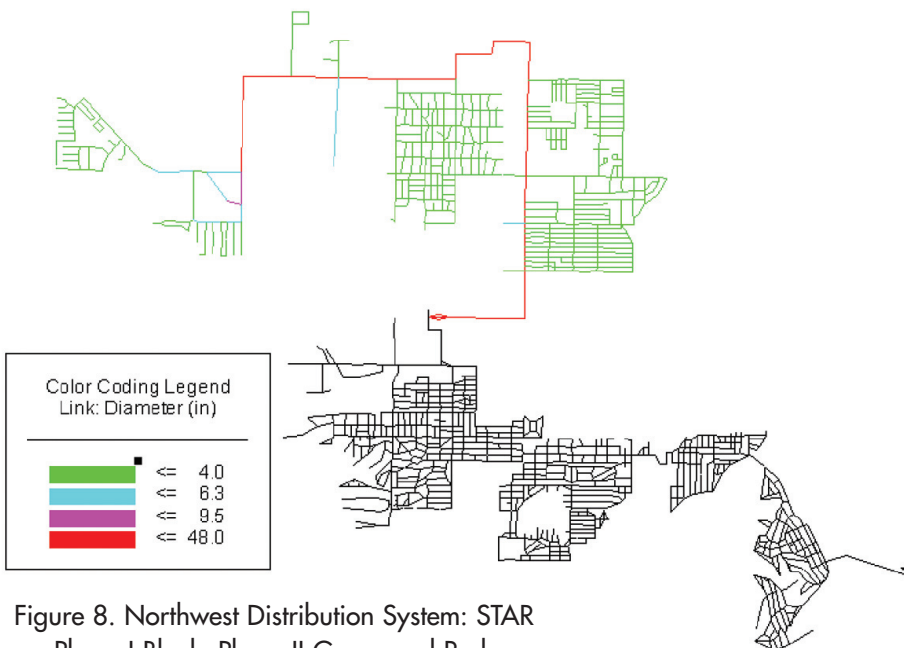 Color Coding Legend
Link: Diameter (in)
<= 4.0
<= 6.3
<= 9.5
<= 48.0
Figure 8. Northwest Distribution System: STAR